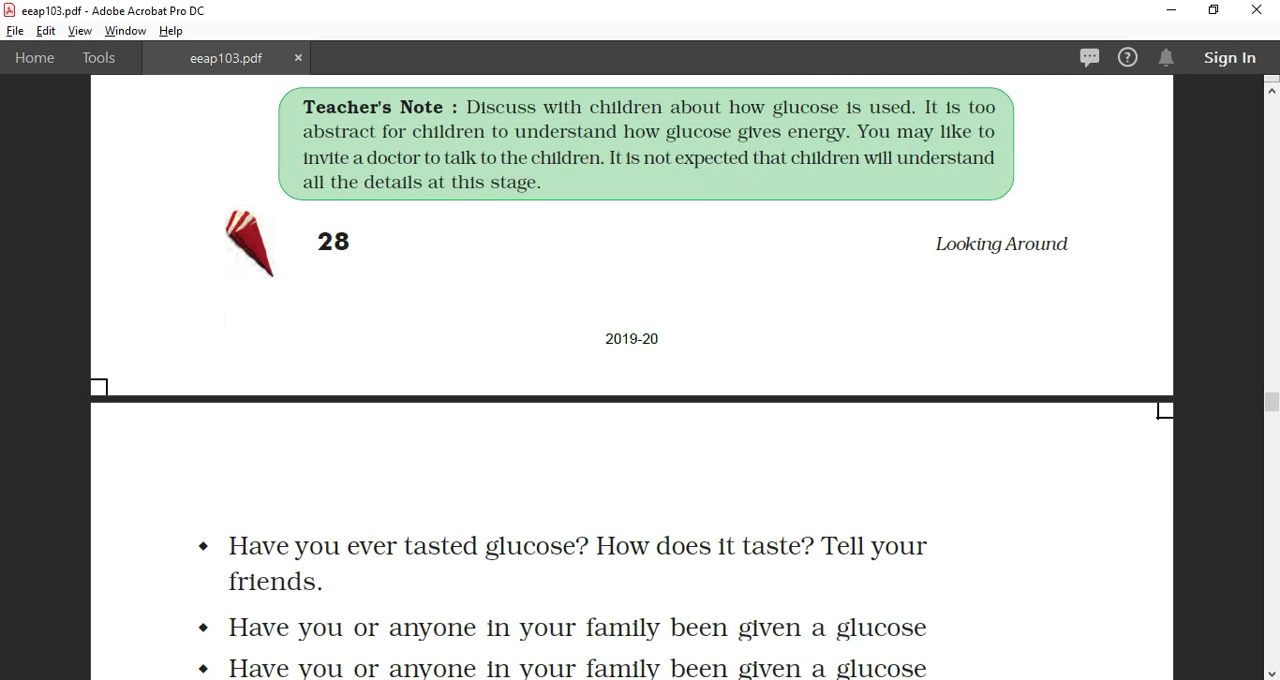 eeap103.pdf - Adobe Acrobat Pro DC
File Edit View Window Help
Home Tools eeap103.pdf × Sign In
Teacher's Note : Discuss with children about how glucose is used. It is too
abstract for children to understand how glucose gives energy. You may like to
invite a doctor to talk to the children. It is not expected that children will understand
all the details at this stage.
28 Looking Around
2019-20
◆ Have you ever tasted glucose? How does it taste? Tell your
friends.
◆ Have you or anyone in your family been given a glucose
◆ Have you or anyone in your family been given a glucose